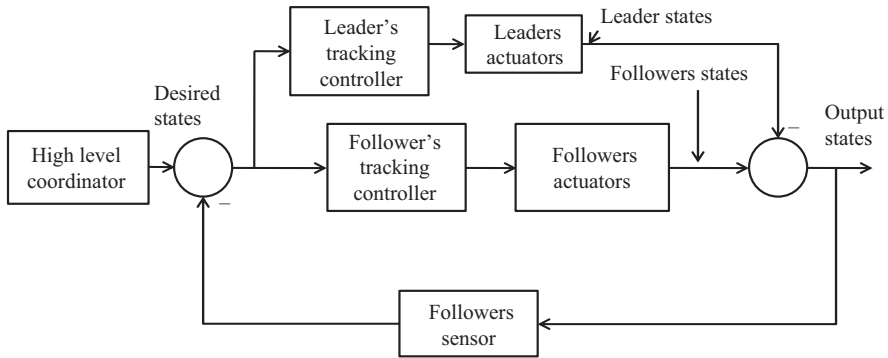 Leader's
tracking
controller
Leaders
actuators
Leader states
Followers states
Desired
states
Output
states
High level
coordinator
Follower's
tracking
controller
Followers
actuators
–
–
Followers
sensor